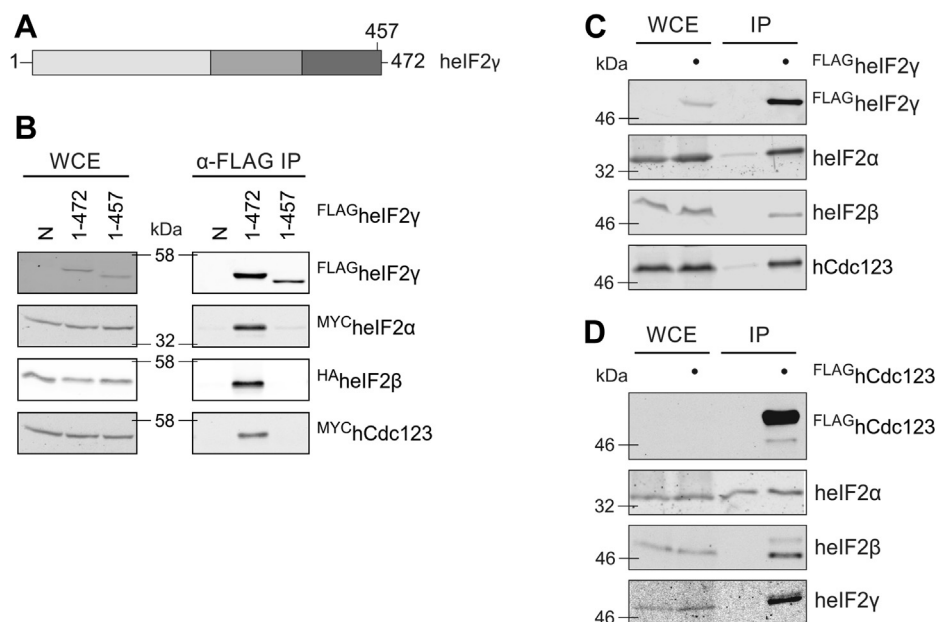 A
457
1
472
heIF2γ
B
WCE
α-FLAG IP
N
1-472
1-457
kDa
N
1-472
1-457
FLAGheIF2γ
58
FLAGheIF2γ
MYCheIF2α
32
58
HAheIF2β
58
MYChCdc123
C
WCE
IP
kDa
• • FLAGheIF2γ
FLAGheIF2γ
46
heIF2α
32
heIF2β
46
hCdc123
46
D
WCE
IP
kDa
• • FLAGhCdc123
FLAGhCdc123
46
heIF2α
32
heIF2β
46
heIF2γ
46